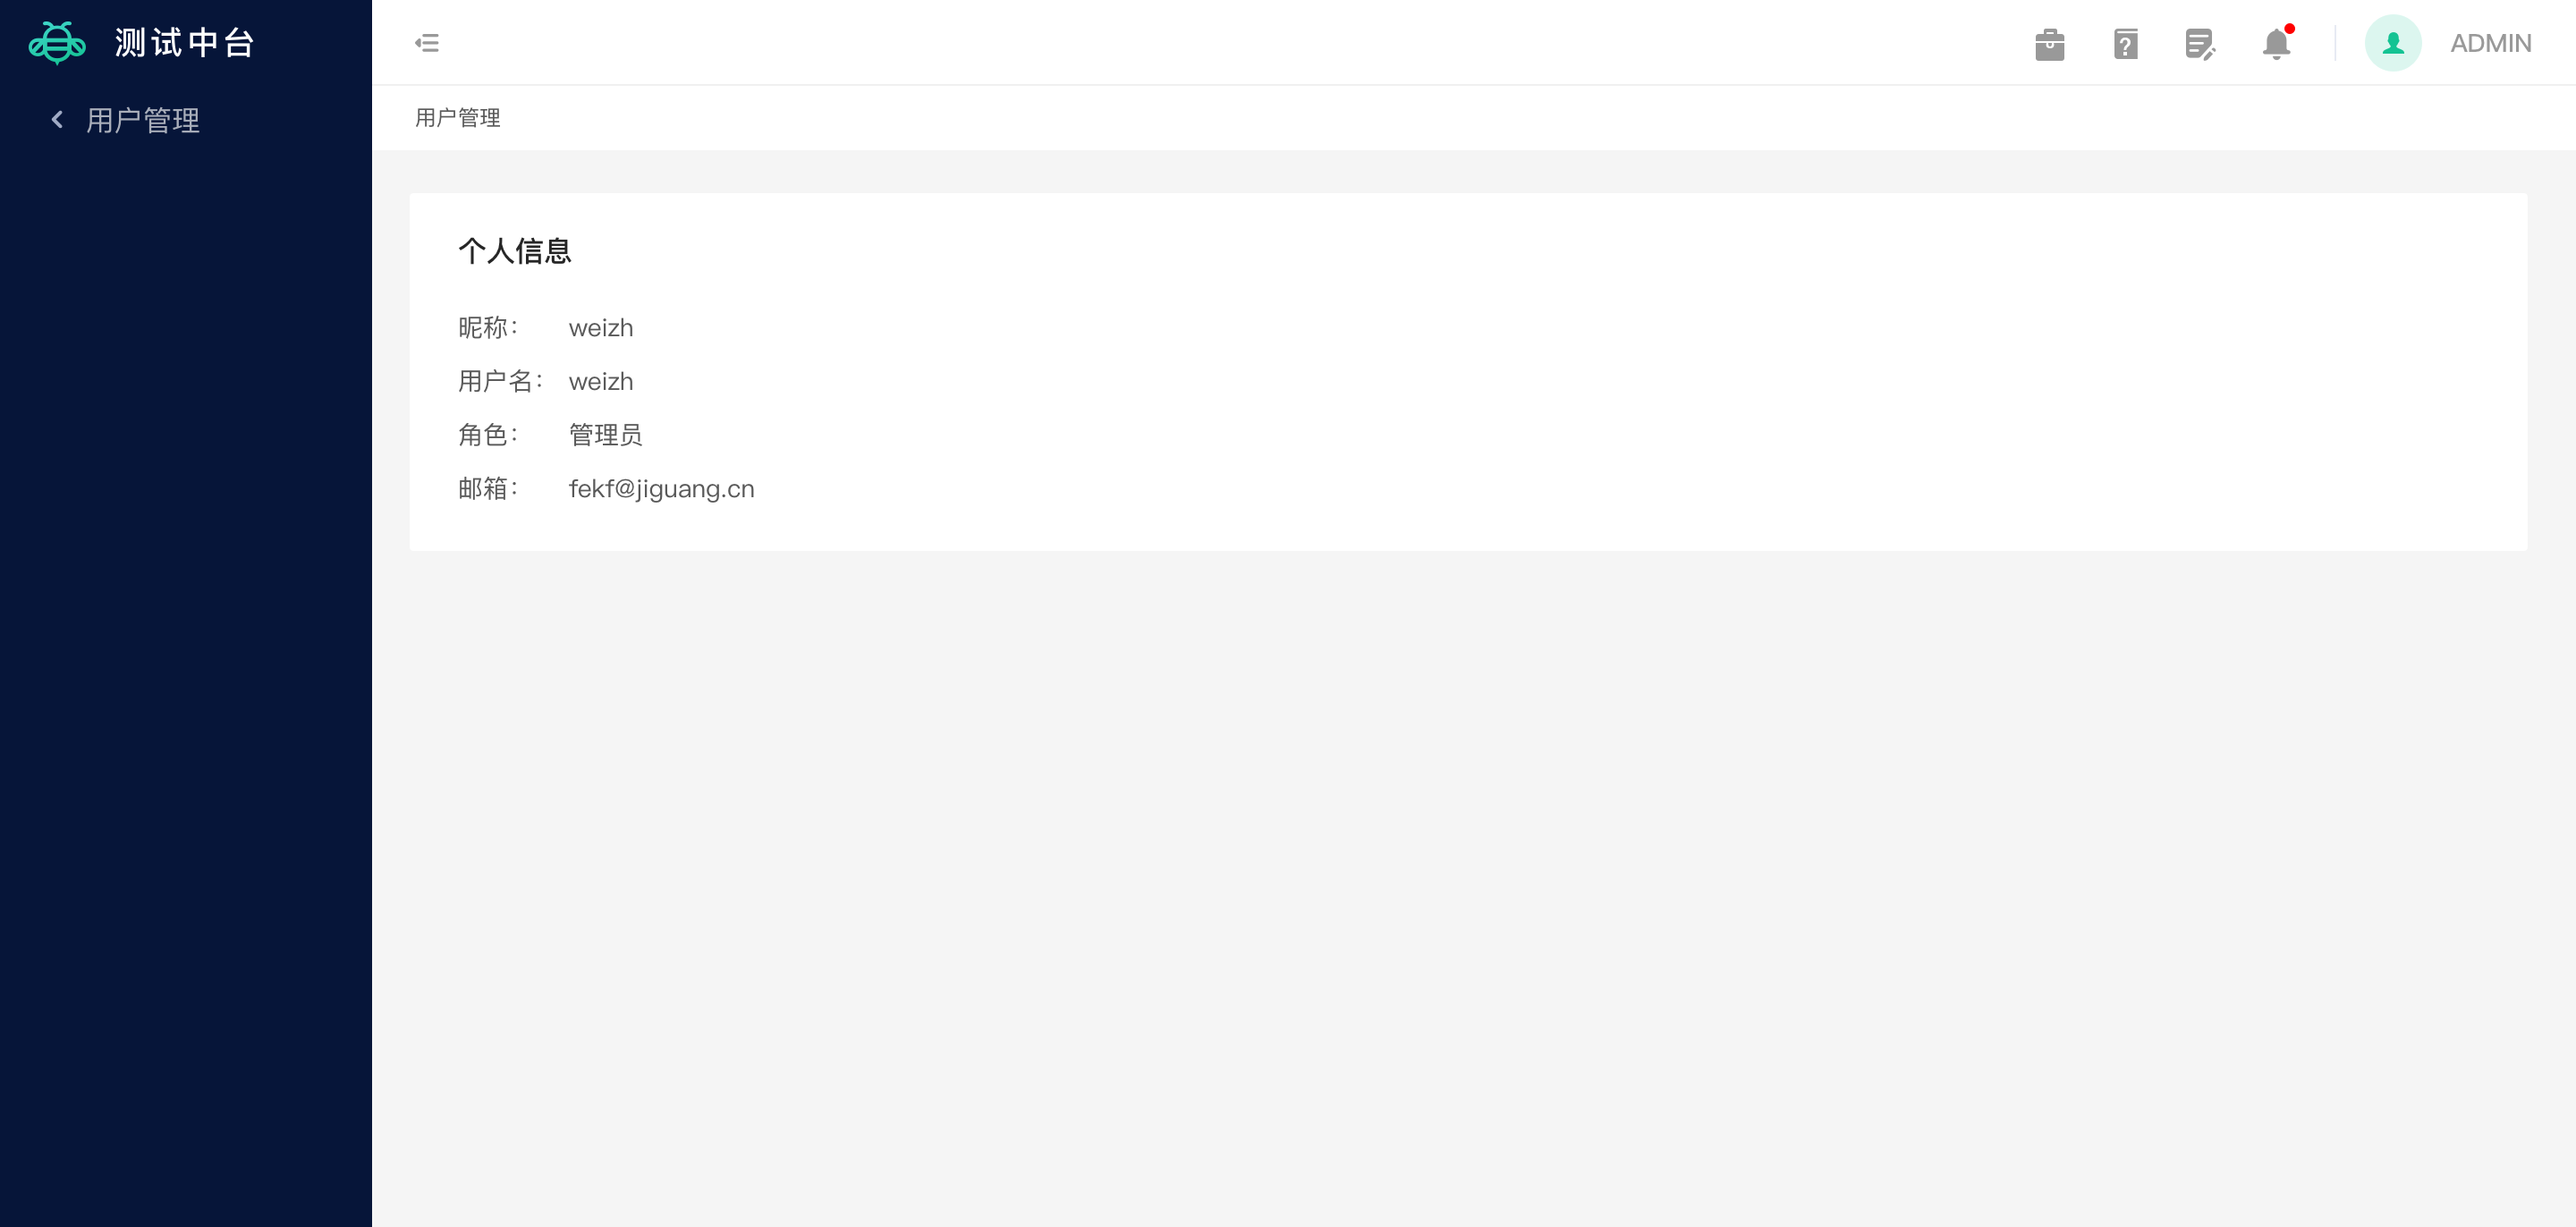 测试中台
ADMIN
用户管理
用户管理
个人信息
昵称： weizh
用户名： weizh
角色： 管理员
邮箱： fekf@jiguang.cn